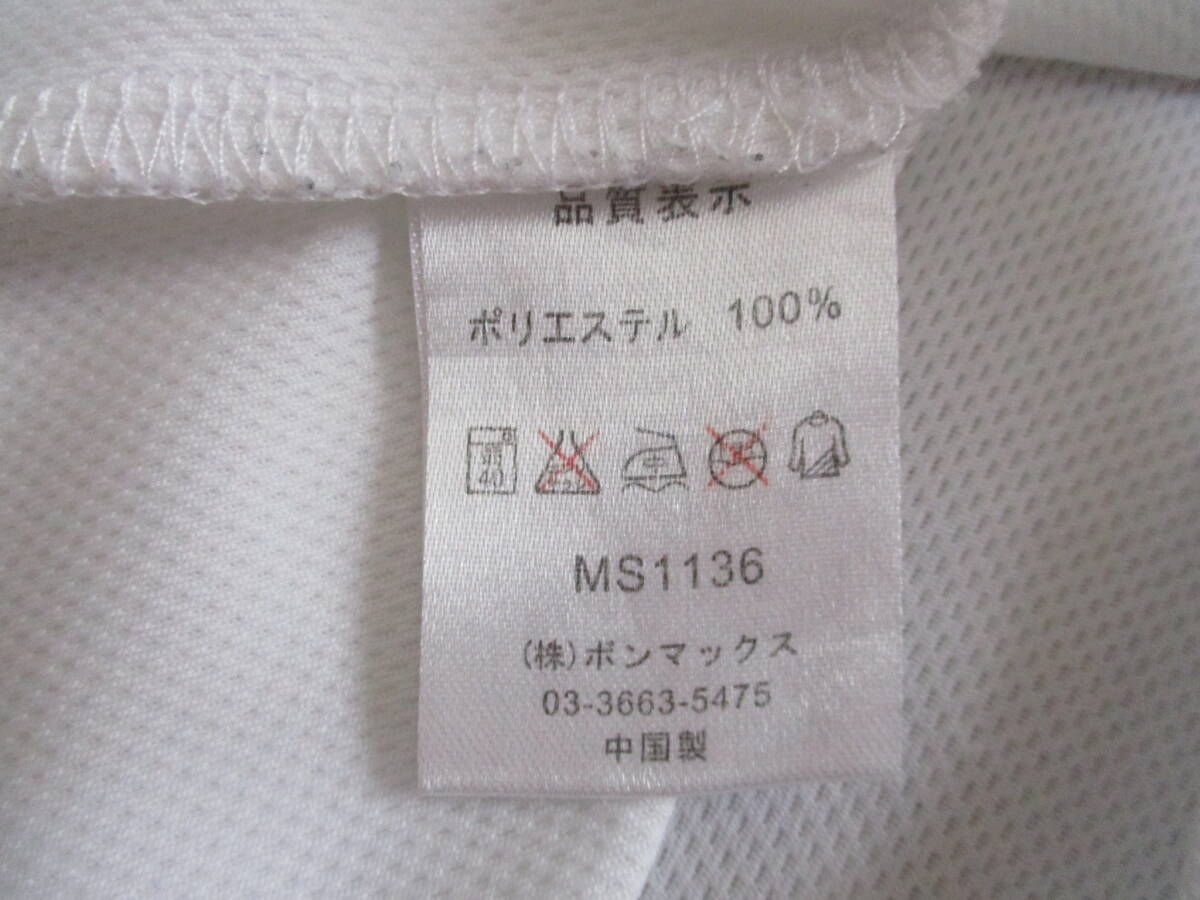 品質表示
ポリエステル 100%
40
MS1136
(株)ボンマックス
03-3663-5475
中国製